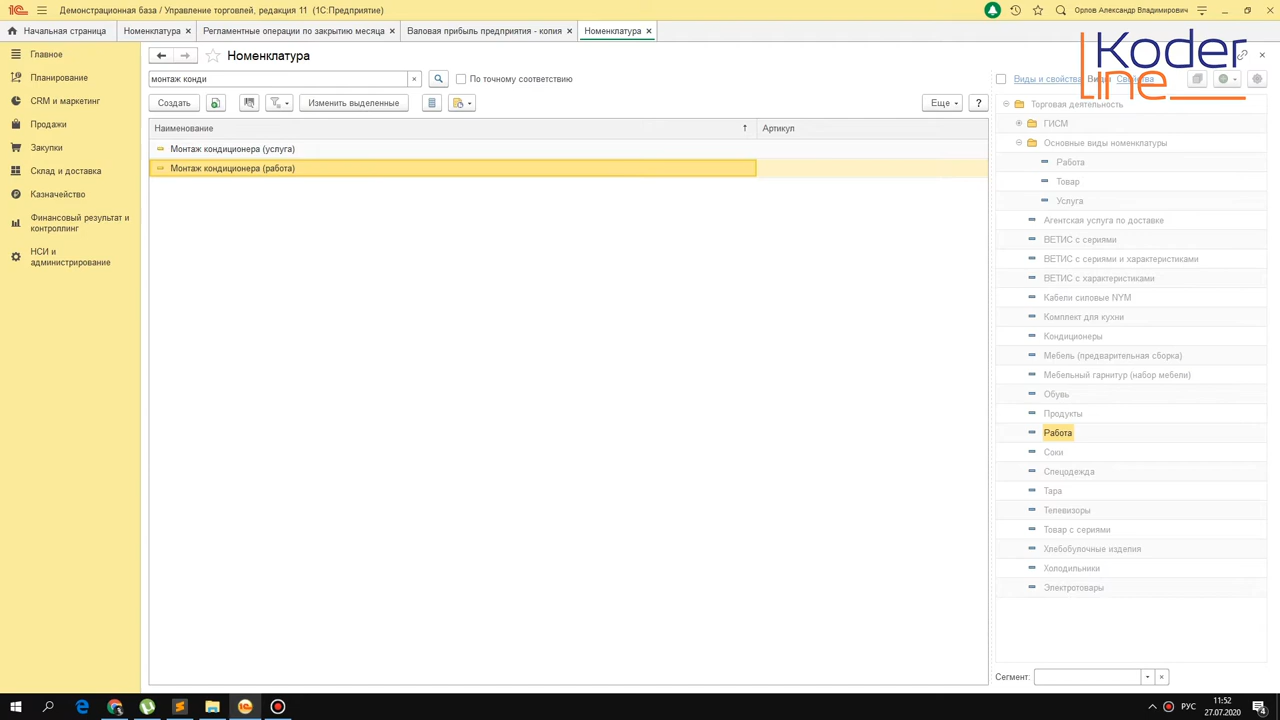 Демонстрационная база / Управление торговлей, редакция 11 (1С:Предприятие)
Орлов Александр Владимирович
Начальная страница
Номенклатура ×
Регламентные операции по закрытию месяца ×
Валовая прибыль предприятия - копия ×
Номенклатура ×
Главное
Планирование
CRM и маркетинг
Продажи
Закупки
Склад и доставка
Казначейство
Финансовый результат и
контроллинг
НСИ и
администрирование
Номенклатура
Koder
line
монтаж конди
По точному соответствию
Виды и свойства
Виды
Свойства
Создать
Изменить выделенные
Еще
?
Наименование
Артикул
Монтаж кондиционера (услуга)
Монтаж кондиционера (работа)
Торговая деятельность
ГИСМ
Основные виды номенклатуры
Работа
Товар
Услуга
Агентская услуга по доставке
ВЕТИС с сериями
ВЕТИС с сериями и характеристиками
ВЕТИС с характеристиками
Кабели силовые NYM
Комплект для кухни
Кондиционеры
Мебель (предварительная сборка)
Мебельный гарнитур (набор мебели)
Обувь
Продукты
Работа
Соки
Спецодежда
Тара
Телевизоры
Товар с сериями
Хлебобулочные изделия
Холодильники
Электротовары
Сегмент:
РУС
11:52
27.07.2020
4